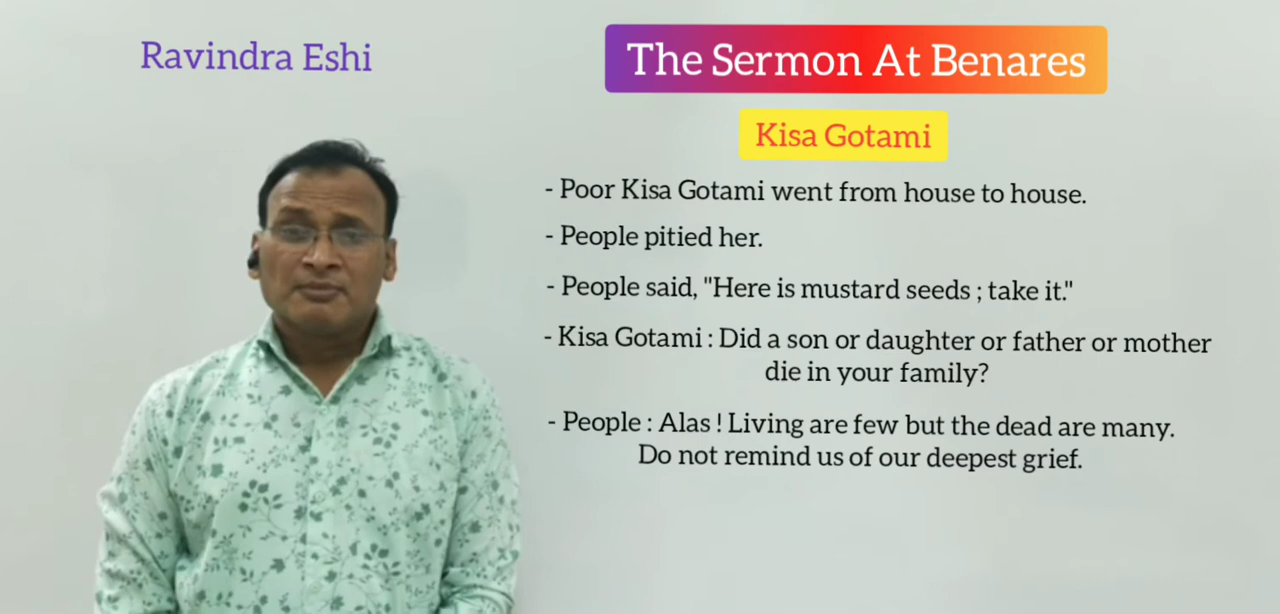 Ravindra Eshi
The Sermon At Benares
Kisa Gotami
- Poor Kisa Gotami went from house to house.
- People pitied her.
- People said, "Here is mustard seeds ; take it."
- Kisa Gotami : Did a son or daughter or father or mother
die in your family?
- People : Alas ! Living are few but the dead are many.
Do not remind us of our deepest grief.